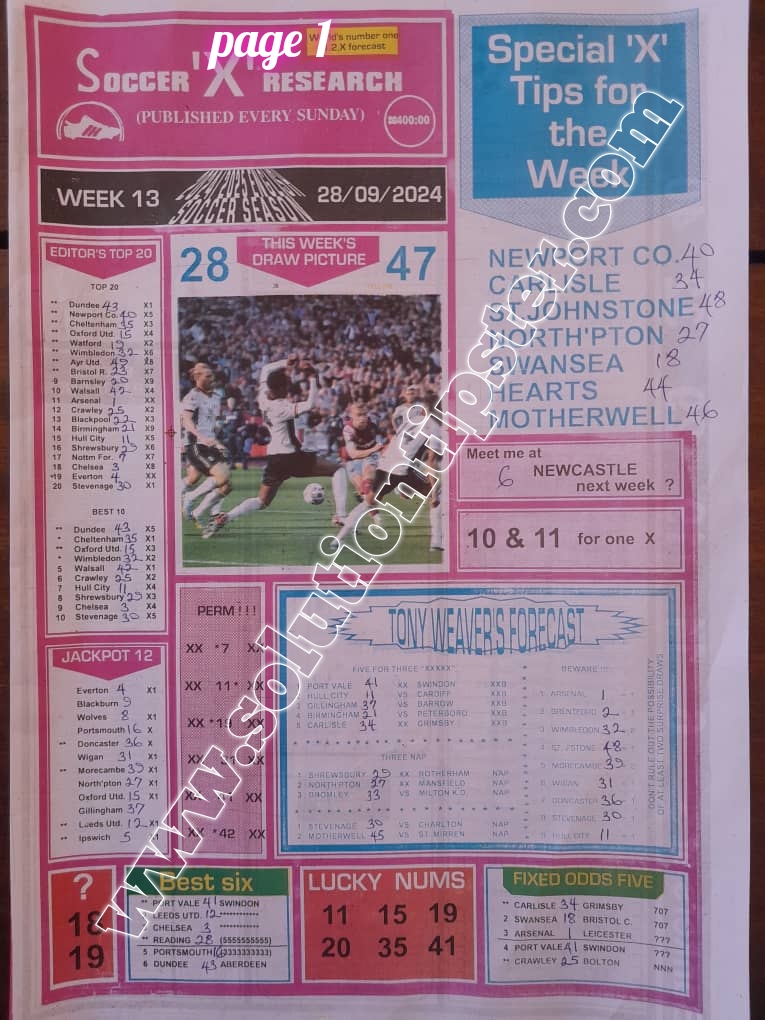 page 1
World's number one
1.2.X forecast
SOCCER 'X' RESEARCH
(PUBLISHED EVERY SUNDAY)
400:00
WEEK 13
SOCCER SEASON
28/09/2024
Special 'X'
Tips for
the
Week
NEWPORT CO. 40
CARLISLE 34
ST.JOHNSTONE 48
NORTH'PTON 27
SWANSEA 18
HEARTS 44
MOTHERWELL 46
Meet me at
6 NEWCASTLE
next week ?
10 & 11 for one X
EDITOR'S TOP 20
TOP 20
** Dundee 43 X1
** Newport Co. 40 X5
** Cheltenham 35 X3
** Oxford Utd. 15 X4
** Watford X2
** Wimbledon 32 X6
** Ayr Utd.
** Bristol R. 23 X7
9 Barnsley 20 X9
10 Walsall 42 X4
11 Arsenal 1 XX
12 Crawley 25 X2
13 Blackpool 22 X3
14 Birmingham 21 X9
15 Hull City 11 X5
16 Shrewsbury 29 X6
17 Nottm For. 7 X7
18 Chelsea 3 X8
*19 Everton 4 XX
20 Stevenage 30 X1
THIS WEEK'S
DRAW PICTURE
28
47
BEST 10
** Dundee 43 X5
* Cheltenham 35 X1
** Oxford Utd. 15 X3
* Wimbledon 32 X2
5 Walsall 42 X1
6 Crawley 25 X2
7 Hull City 11 X4
8 Shrewsbury 29 X3
9 Chelsea 3 X4
10 Stevenage 30 X5
JACKPOT 12
Everton 4 X1
Blackburn 9
Wolves 8 X1
Portsmouth 16 X
** Doncaster 36 X
Wigan 31 X1
** Morecambe 39 X1
North'pton 27 X1
Oxford Utd. 15 X1
Gillingham 37
** Leeds Utd. 12 X1
Ipswich 5 X1
PERM !!!
XX *7 XX
XX 11* XX
XX *19 XX
XX XX
XX XX
XX *42 XX
TONY WEAVER'S FORECAST
FIVE FOR THREE "XXXXX"
1 PORT VALE 41 XX SWINDON XXB
2 HULL CITY 11 VS CARDIFF XXB
3 GILLINGHAM 37 VS BARROW XXB
4 BIRMINGHAM 21 VS PETERBORO XXB
5 CARLISLE 34 XX GRIMSBY XXB
THREE NAP
1 SHREWSBURY 29 XX ROTHERHAM NAP
2 NORTH'PTON 27 XX MANSFIELD NAP
3 BROMLEY 33 VS MILTON K.D NAP
1 STEVENAGE 30 VS CHARLTON NAP
2 MOTHERWELL 45 VS ST MIRREN NAP
BEWARE !!!!
ARSENAL 1
BRENTFORD 2
WIMBLEDON 32
ST.J'STONE 48
MORECAMBE 39
WIGAN 31
DONCASTER 36
STEVENAGE 30
HULL CITY 11
DON'T RULE OUT THE POSSIBILITY
OF AT LEAST TWO SURPRISE DRAWS
?
18
19
Best six
** PORT VALE 41 SWINDON
LEEDS UTD. 12 ************
CHELSEA 3 ************
** READING 28 (5555555555)
5 PORTSMOUTH 16 (3333333333)
6 DUNDEE 43 ABERDEEN
LUCKY NUMS
11 15 19
20 35 41
FIXED ODDS FIVE
** CARLISLE 34 GRIMSBY 707
2 SWANSEA 18 BRISTOL C. 707
3 ARSENAL 1 LEICESTER ???
4 PORT VALE 41 SWINDON ???
** CRAWLEY 25 BOLTON NNN
www.solutiontipster.com